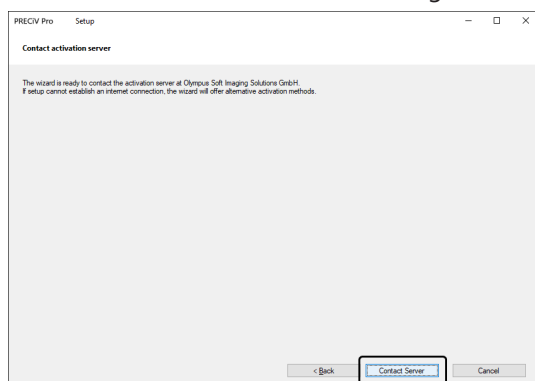 PRECiV Pro Setup
Contact activation server
The wizard is ready to contact the activation server at Olympus Soft Imaging Solutions GmbH.
If setup cannot establish an internet connection, the wizard will offer alternative activation methods.
< Back Contact Server Cancel